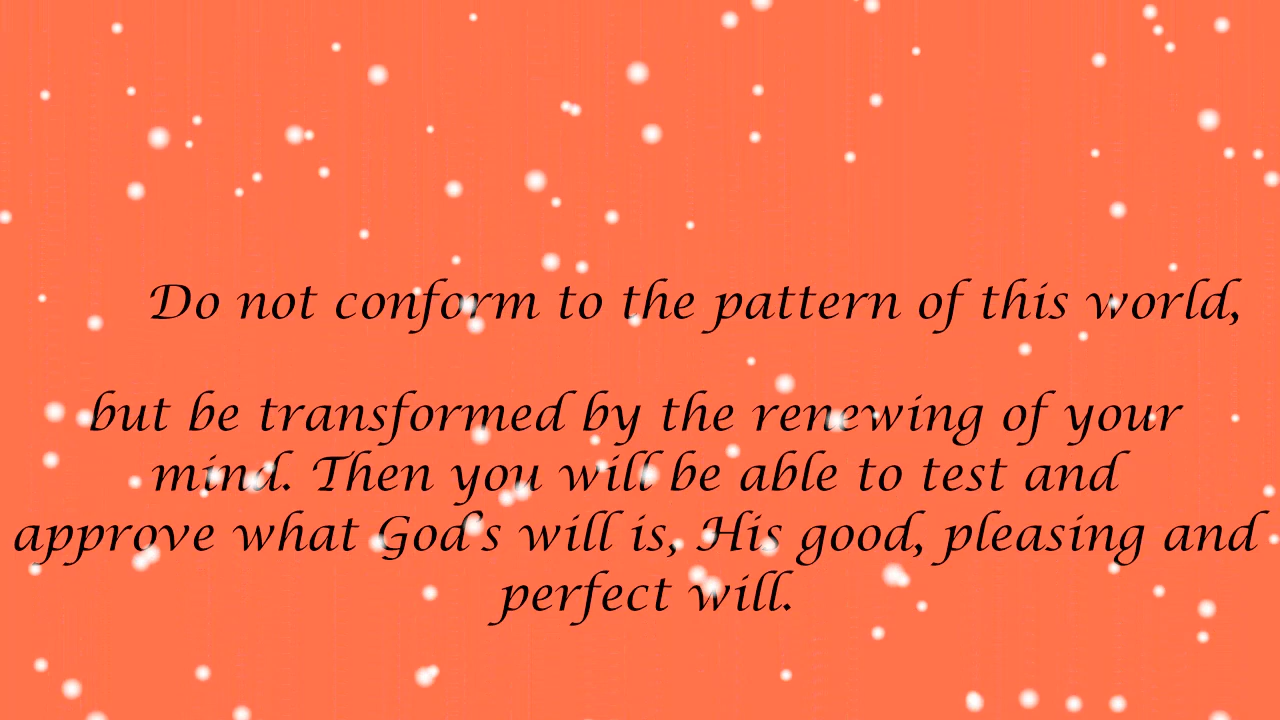 Do not conform to the pattern of this world,
but be transformed by the renewing of your
mind. Then you will be able to test and
approve what God's will is, His good, pleasing and
perfect will.